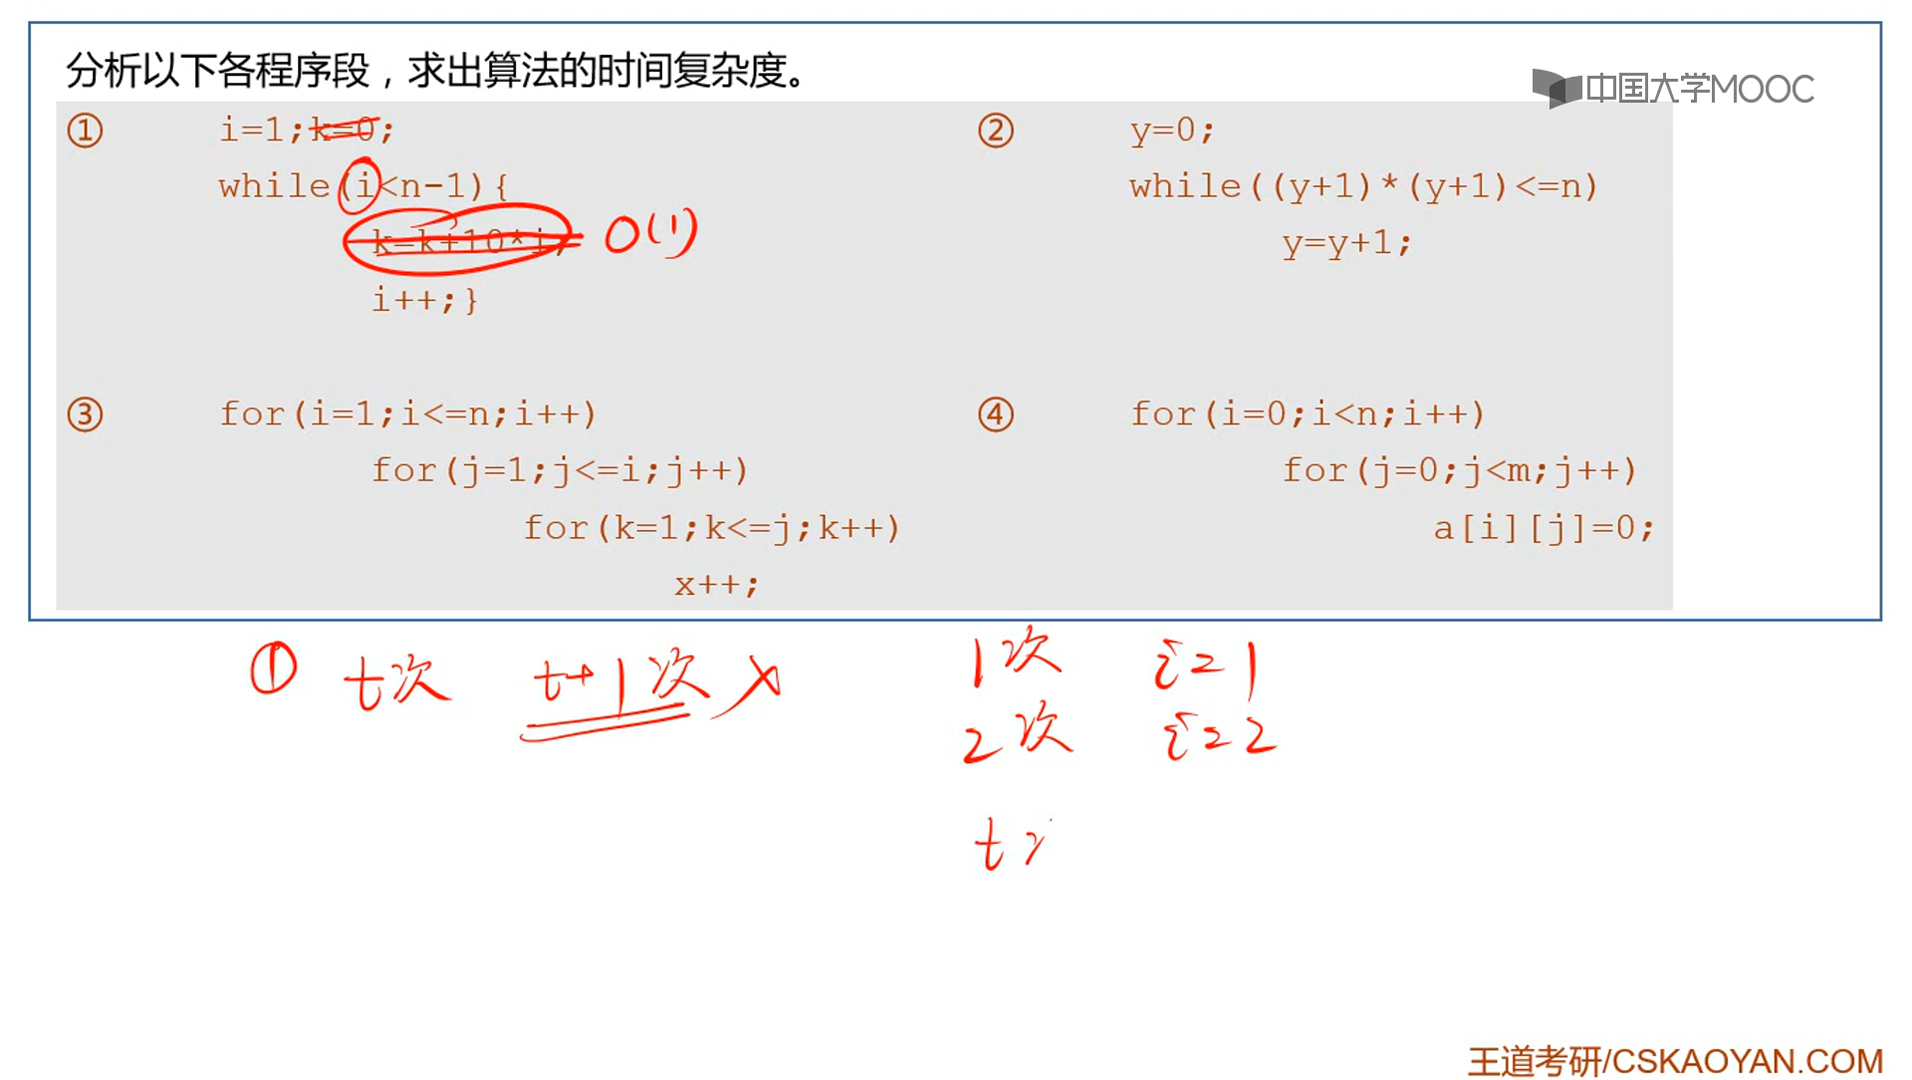 分析以下各程序段，求出算法的时间复杂度。
中国大学MOOC
① i=1;k=0;
while(i<n-1){
k=k+10*i; O(1)
i++;}
② y=0;
while((y+1)*(y+1)<=n)
y=y+1;
③ for(i=1;i<=n;i++)
for(j=1;j<=i;j++)
for(k=1;k<=j;k++)
x++;
④ for(i=0;i<n;i++)
for(j=0;j<m;j++)
a[i][j]=0;
① t次 t+1次 ×
1次 i=1
2次 i=2
t
王道考研/CSKAOYAN.COM